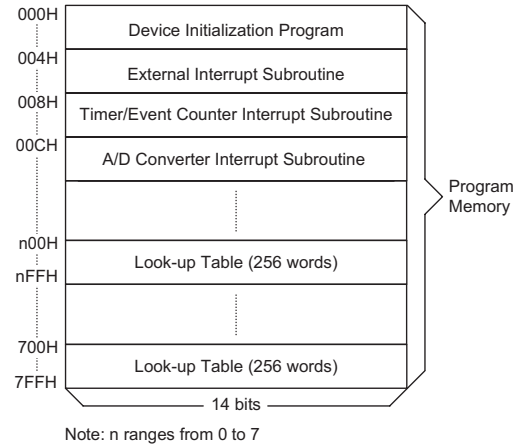 000H
Device Initialization Program
004H
External Interrupt Subroutine
008H
Timer/Event Counter Interrupt Subroutine
00CH
A/D Converter Interrupt Subroutine
Program
Memory
n00H
Look-up Table (256 words)
nFFH
700H
Look-up Table (256 words)
7FFH
14 bits
Note: n ranges from 0 to 7